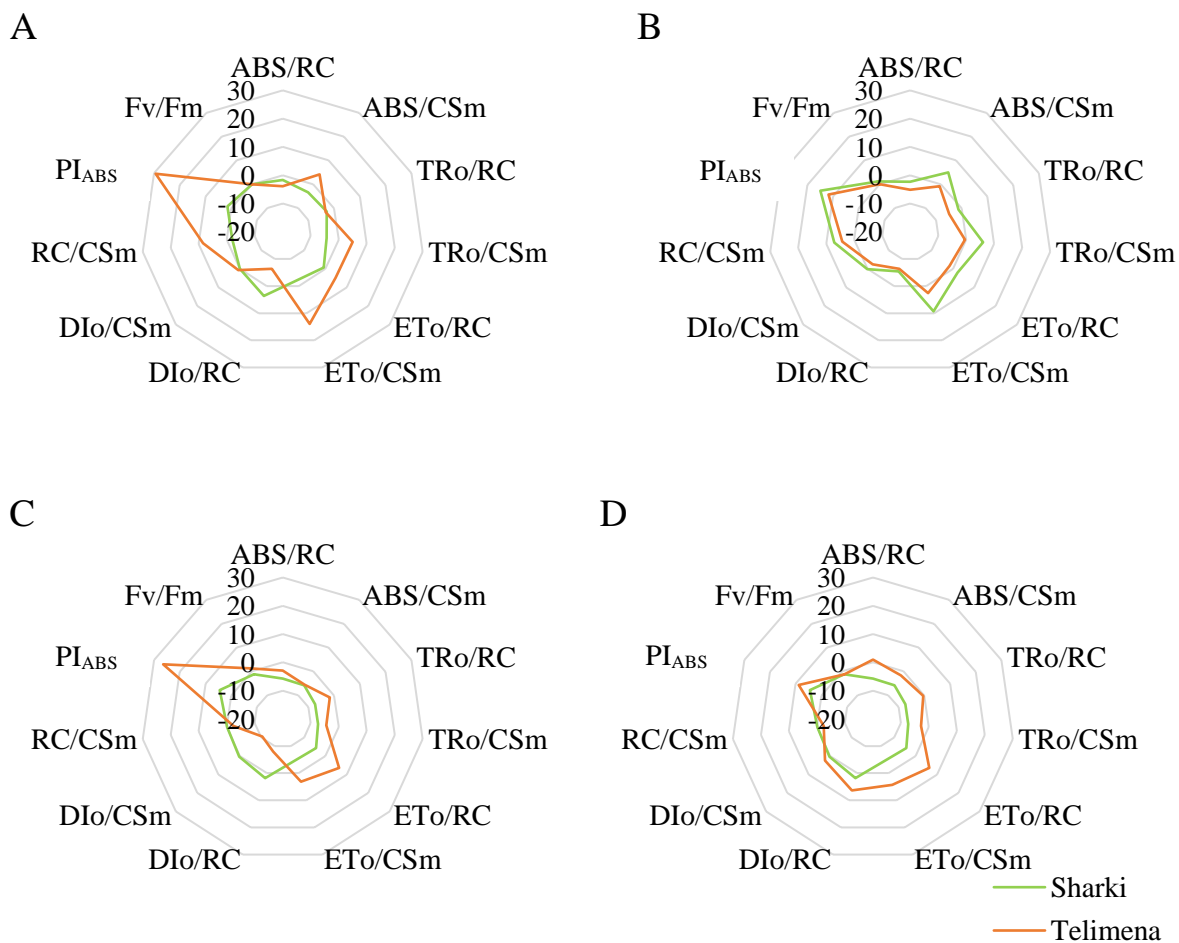 A
B
ABS/RC
ABS/CSm
TRo/RC
TRo/CSm
ETo/RC
ETo/CSm
DIo/RC
DIo/CSm
RC/CSm
PIABS
Fv/Fm
30
20
10
0
-10
-20
ABS/RC
ABS/CSm
TRo/RC
TRo/CSm
ETo/RC
ETo/CSm
DIo/RC
DIo/CSm
RC/CSm
PIABS
Fv/Fm
30
20
10
0
-10
-20
C
D
ABS/RC
ABS/CSm
TRo/RC
TRo/CSm
ETo/RC
ETo/CSm
DIo/RC
DIo/CSm
RC/CSm
PIABS
Fv/Fm
30
20
10
0
-10
-20
ABS/RC
ABS/CSm
TRo/RC
TRo/CSm
ETo/RC
ETo/CSm
DIo/RC
DIo/CSm
RC/CSm
PIABS
Fv/Fm
30
20
10
0
-10
-20
Sharki
Telimena